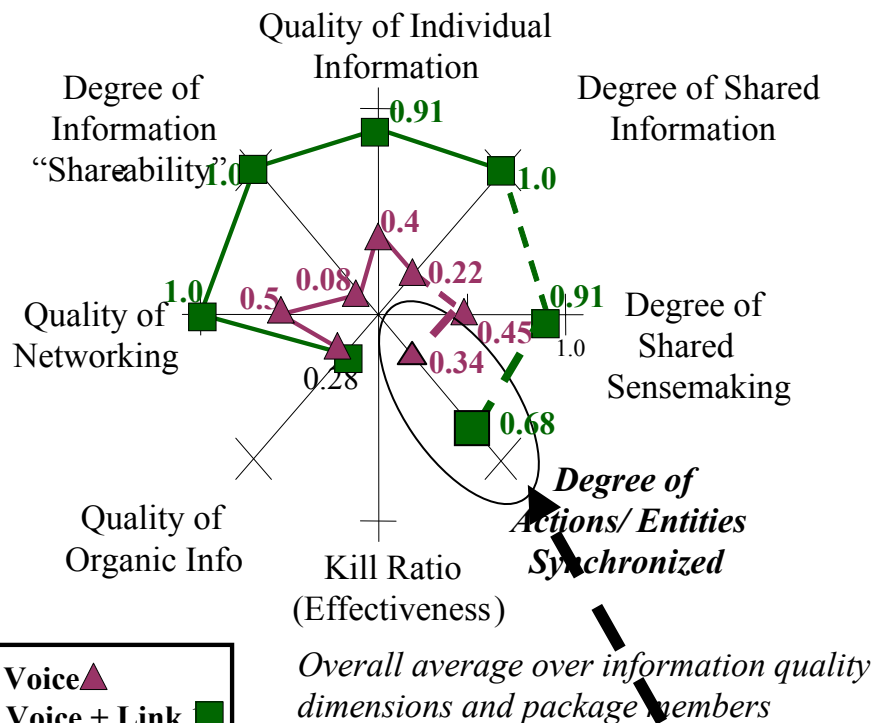 Quality of Individual
Information
Degree of
Information
“Shareability”
Degree of Shared
Information
0.91
1.0
1.0
0.4
0.22
0.08
1.0
0.5
0.91
0.45
1.0
0.34
0.28
0.68
Quality of
Networking
Degree of
Shared
Sensemaking
Degree of
Actions/ Entities
Synchronized
Quality of
Organic Info
Kill Ratio
(Effectiveness)
Voice
Voice + Link
Overall average over information quality
dimensions and package members